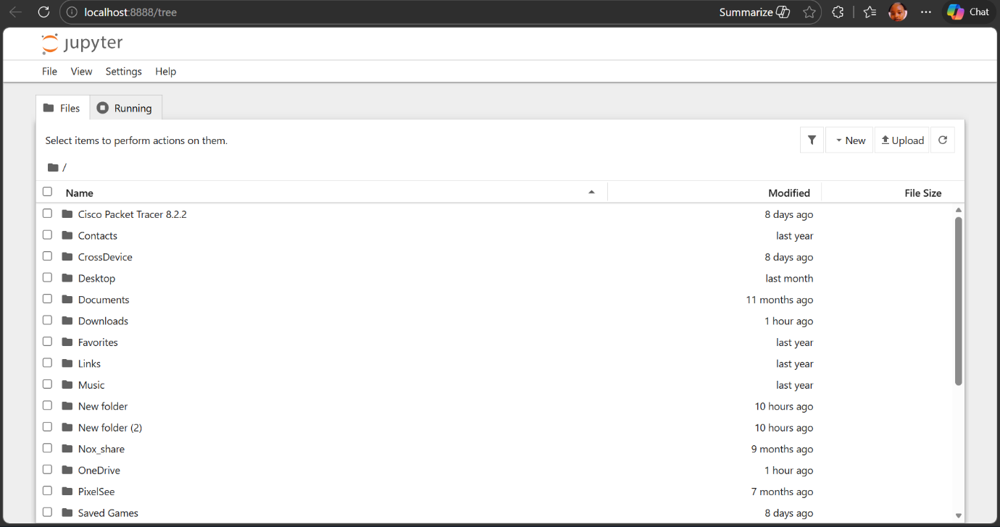 localhost:8888/tree Summarize Chat
jupyter
File View Settings Help
Files Running
Select items to perform actions on them. New Upload
/
Name Modified File Size
Cisco Packet Tracer 8.2.2 8 days ago
Contacts last year
CrossDevice 8 days ago
Desktop last month
Documents 11 months ago
Downloads 1 hour ago
Favorites last year
Links last year
Music last year
New folder 10 hours ago
New folder (2) 10 hours ago
Nox_share 9 months ago
OneDrive 1 hour ago
PixelSee 7 months ago
Saved Games 8 days ago